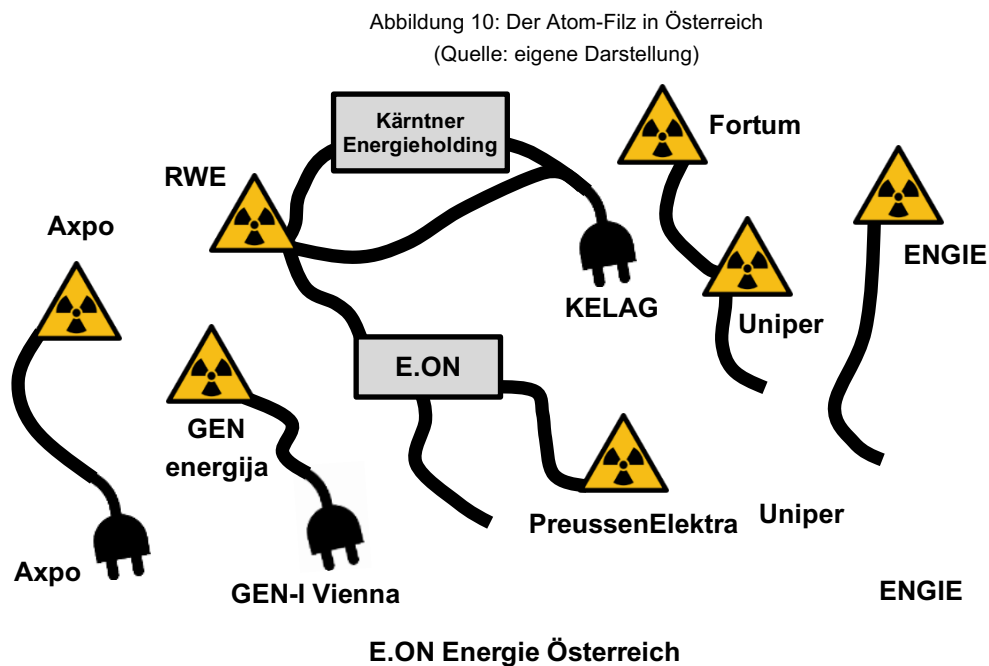 Abbildung 10: Der Atom-Filz in Österreich
(Quelle: eigene Darstellung)
Kärntner
Energieholding
Fortum
RWE
Axpo
ENGIE
KELAG
Uniper
E.ON
GEN
energija
PreussenElektra
Uniper
Axpo
GEN-I Vienna
ENGIE
E.ON Energie Österreich